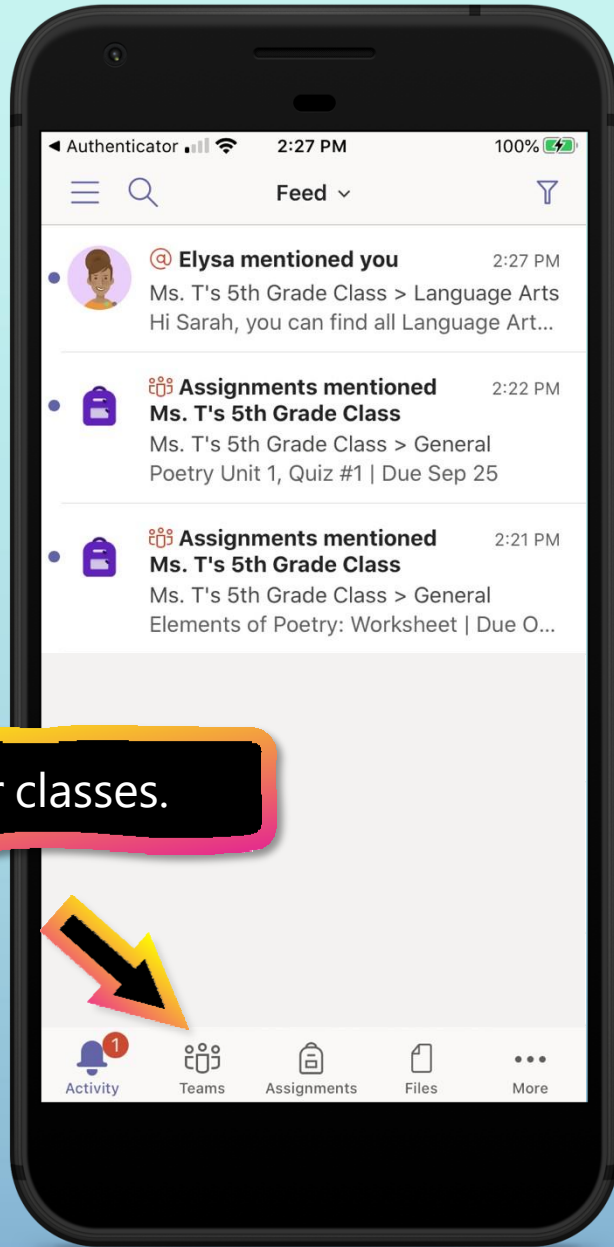 ◄ Authenticator 2:27 PM 100%
Feed
@ Elysa mentioned you 2:27 PM
Ms. T's 5th Grade Class > Language Arts
Hi Sarah, you can find all Language Art...
Assignments mentioned 2:22 PM
Ms. T's 5th Grade Class
Ms. T's 5th Grade Class > General
Poetry Unit 1, Quiz #1 | Due Sep 25
Assignments mentioned 2:21 PM
Ms. T's 5th Grade Class
Ms. T's 5th Grade Class > General
Elements of Poetry: Worksheet | Due O...
r classes.
1
Activity Teams Assignments Files More